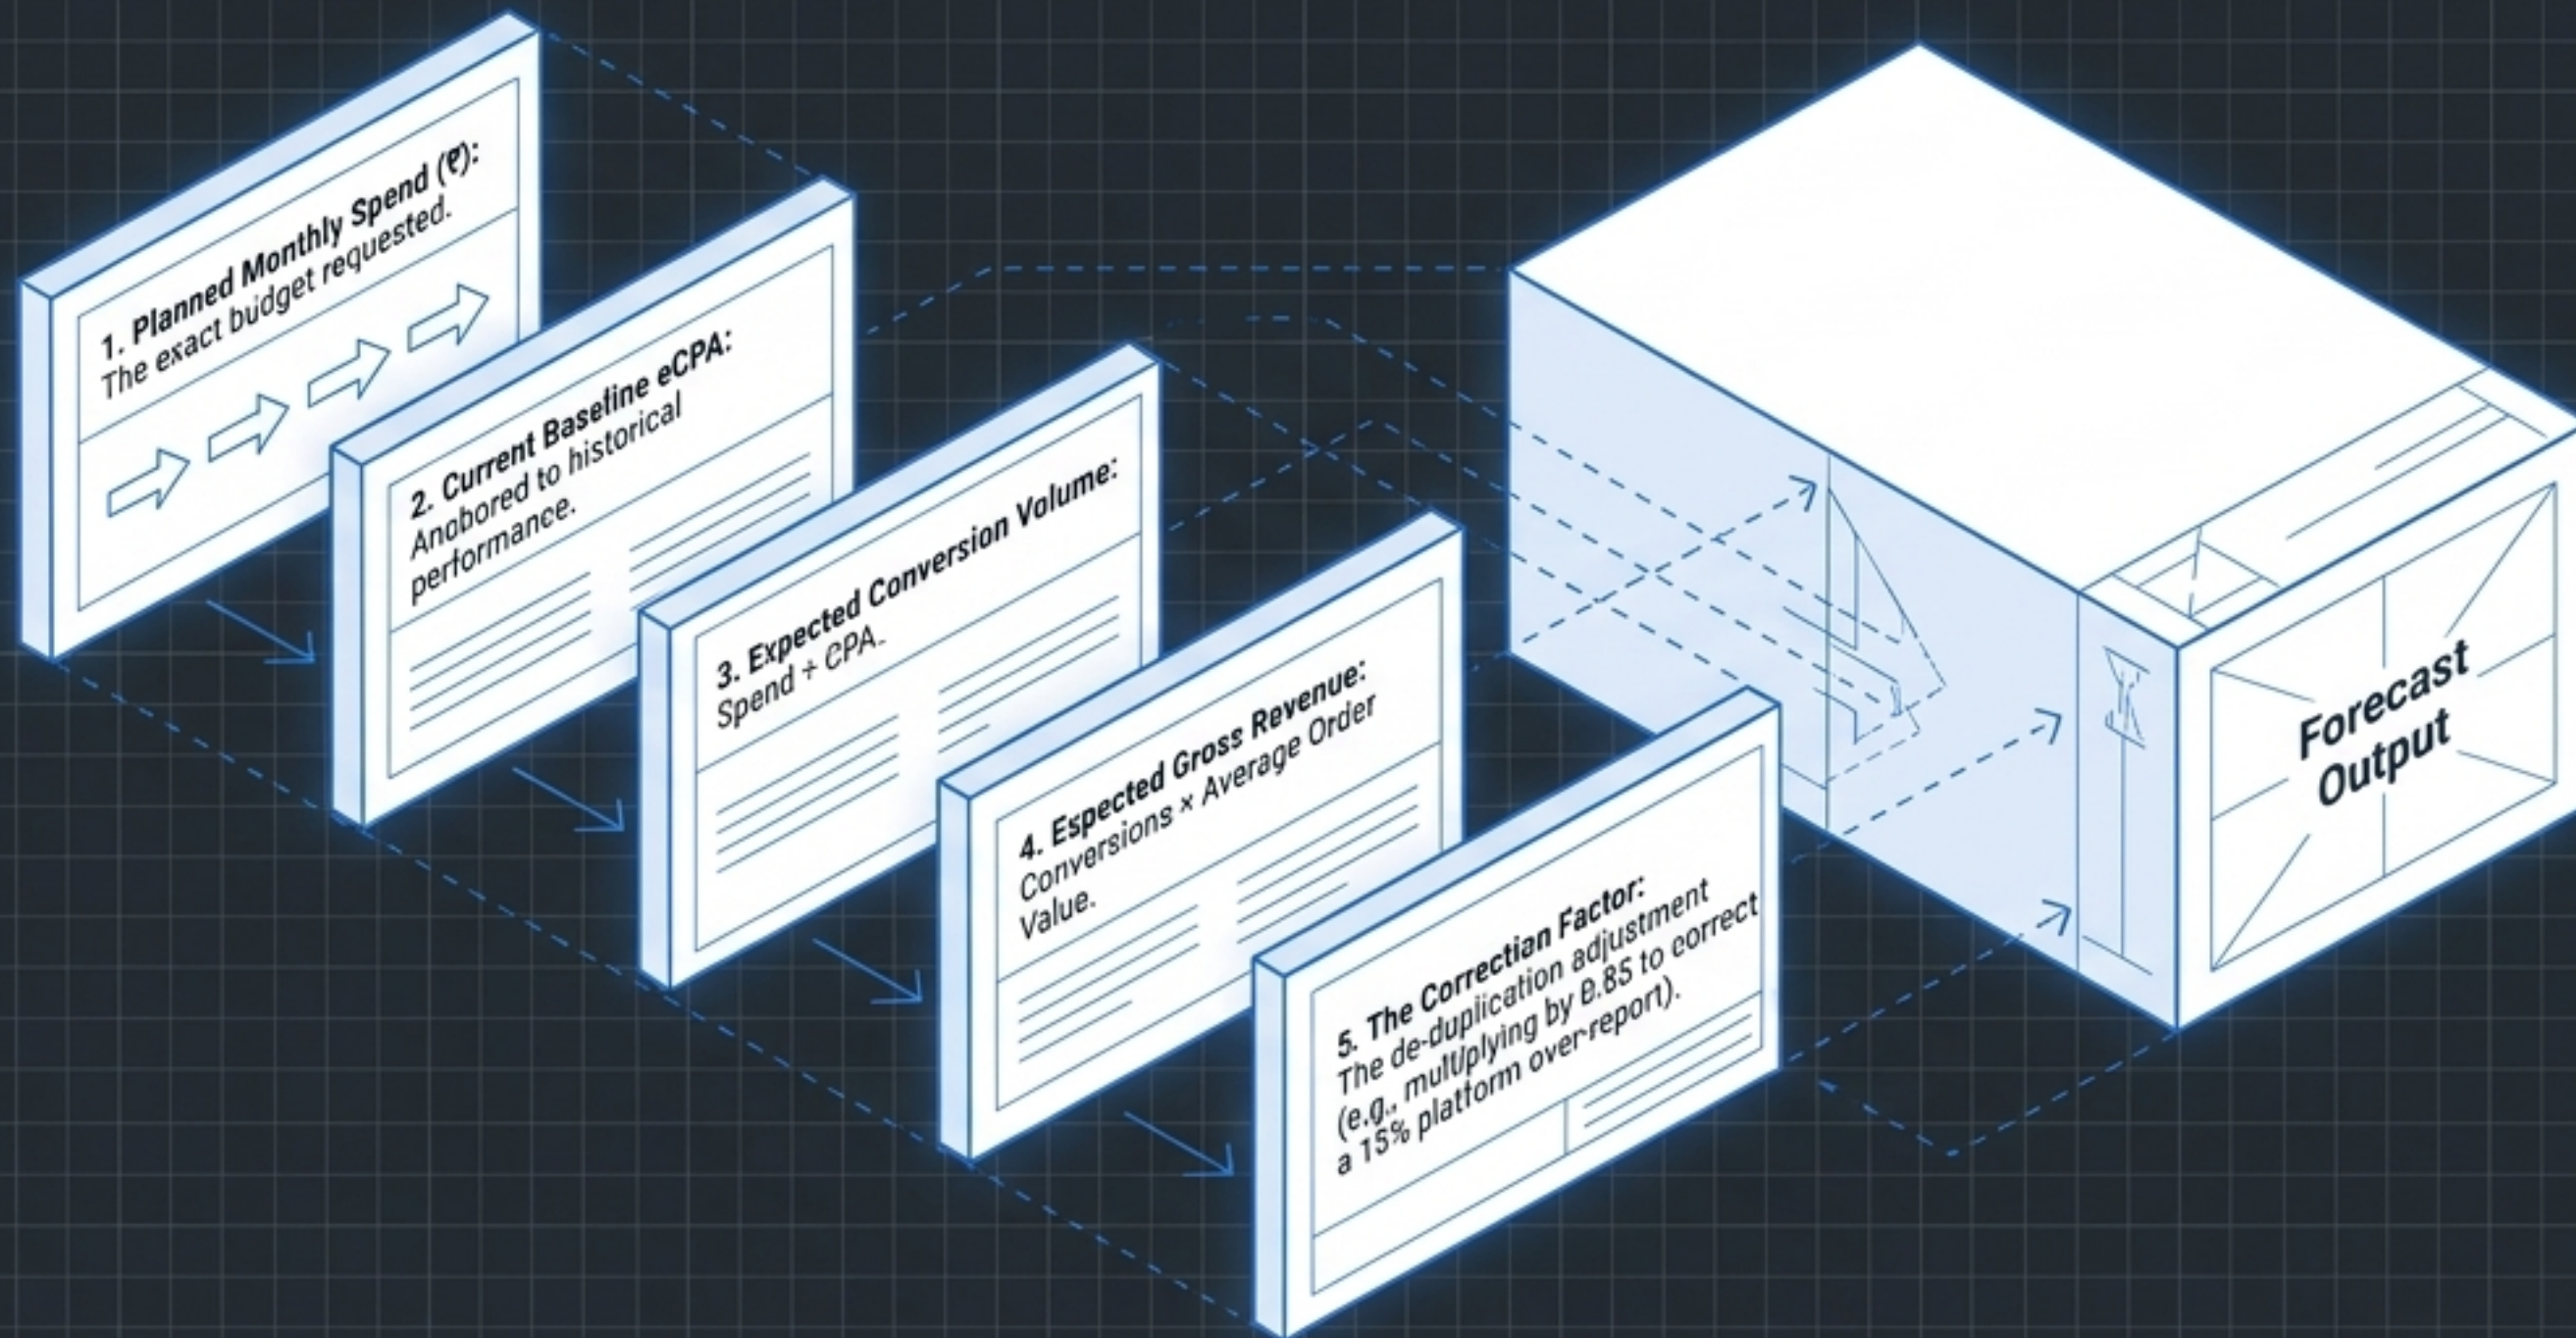 1. Planned Monthly Spend (₹):
The exact budget requested.
2. Current Baseline eCPA:
Anobored to historical
performance.
3. Expected Conversion Volume:
Spend ÷ CPA.
4. Espected Gross Revenue:
Conversions × Average Order
Value.
5. The Correctian Factor:
The de-duplication adjustment
(e.g., multiplying by 0.85 to correct
a 15% platform over-report).
Forecast
Output